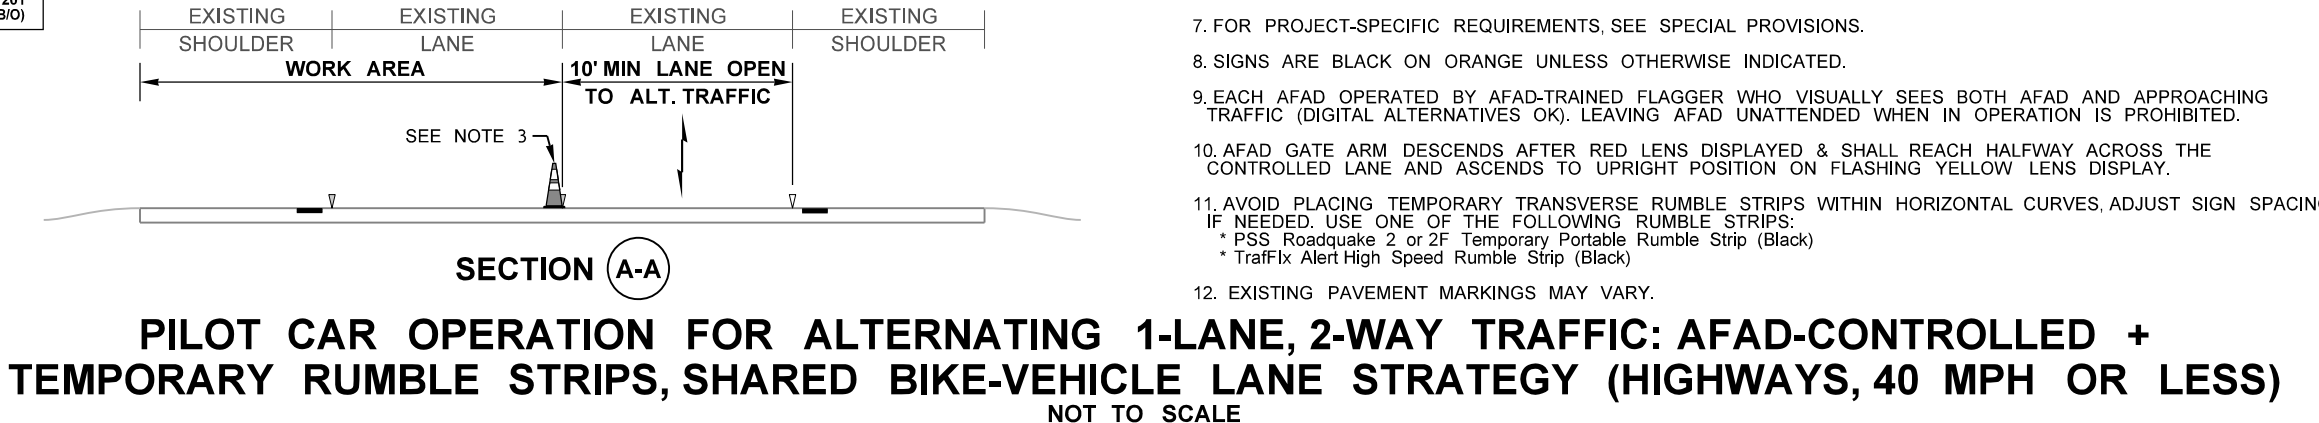 B/O)
EXISTING EXISTING EXISTING EXISTING
SHOULDER LANE LANE SHOULDER
WORK AREA 10' MIN LANE OPEN
TO ALT. TRAFFIC
SEE NOTE 3
SECTION A-A
7. FOR PROJECT-SPECIFIC REQUIREMENTS, SEE SPECIAL PROVISIONS.
8. SIGNS ARE BLACK ON ORANGE UNLESS OTHERWISE INDICATED.
9. EACH AFAD OPERATED BY AFAD-TRAINED FLAGGER WHO VISUALLY SEES BOTH AFAD AND APPROACHING
TRAFFIC (DIGITAL ALTERNATIVES OK). LEAVING AFAD UNATTENDED WHEN IN OPERATION IS PROHIBITED.
10. AFAD GATE ARM DESCENDS AFTER RED LENS DISPLAYED & SHALL REACH HALFWAY ACROSS THE
CONTROLLED LANE AND ASCENDS TO UPRIGHT POSITION ON FLASHING YELLOW LENS DISPLAY.
11. AVOID PLACING TEMPORARY TRANSVERSE RUMBLE STRIPS WITHIN HORIZONTAL CURVES, ADJUST SIGN SPACING
IF NEEDED. USE ONE OF THE FOLLOWING RUMBLE STRIPS:
* PSS Roadquake 2 or 2F Temporary Portable Rumble Strip (Black)
* TrafFIx Alert High Speed Rumble Strip (Black)
12. EXISTING PAVEMENT MARKINGS MAY VARY.
PILOT CAR OPERATION FOR ALTERNATING 1-LANE, 2-WAY TRAFFIC: AFAD-CONTROLLED +
TEMPORARY RUMBLE STRIPS, SHARED BIKE-VEHICLE LANE STRATEGY (HIGHWAYS, 40 MPH OR LESS)
NOT TO SCALE